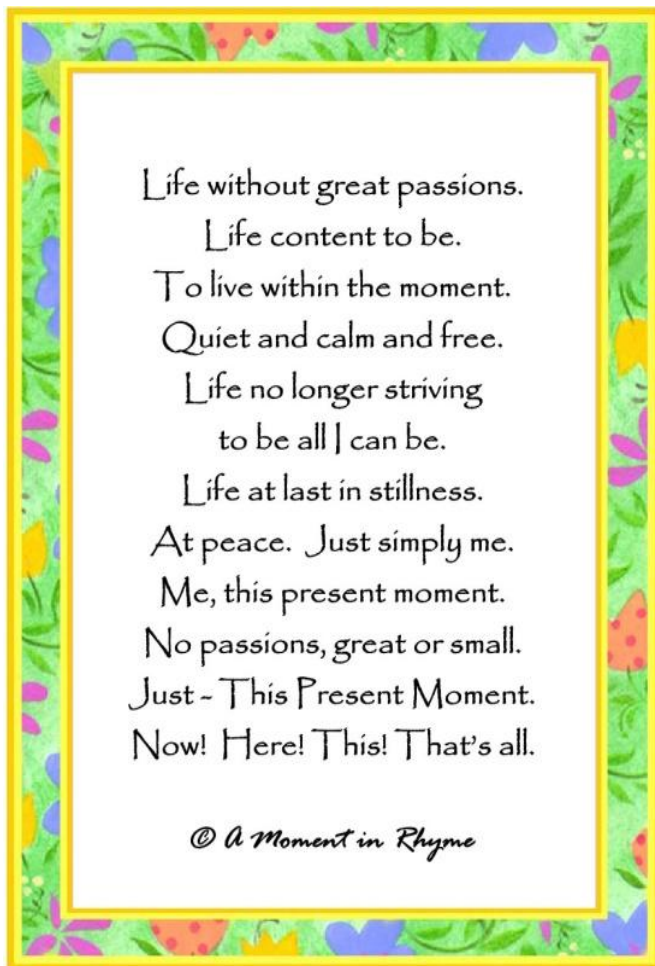 Life without great passions.
Life content to be.
To live within the moment.
Quiet and calm and free.
Life no longer striving
to be all I can be.
Life at last in stillness.
At peace.  Just simply me.
Me, this present moment.
No passions, great or small.
Just ~ This Present Moment.
Now!  Here! This! That's all.
© A Moment in Rhyme